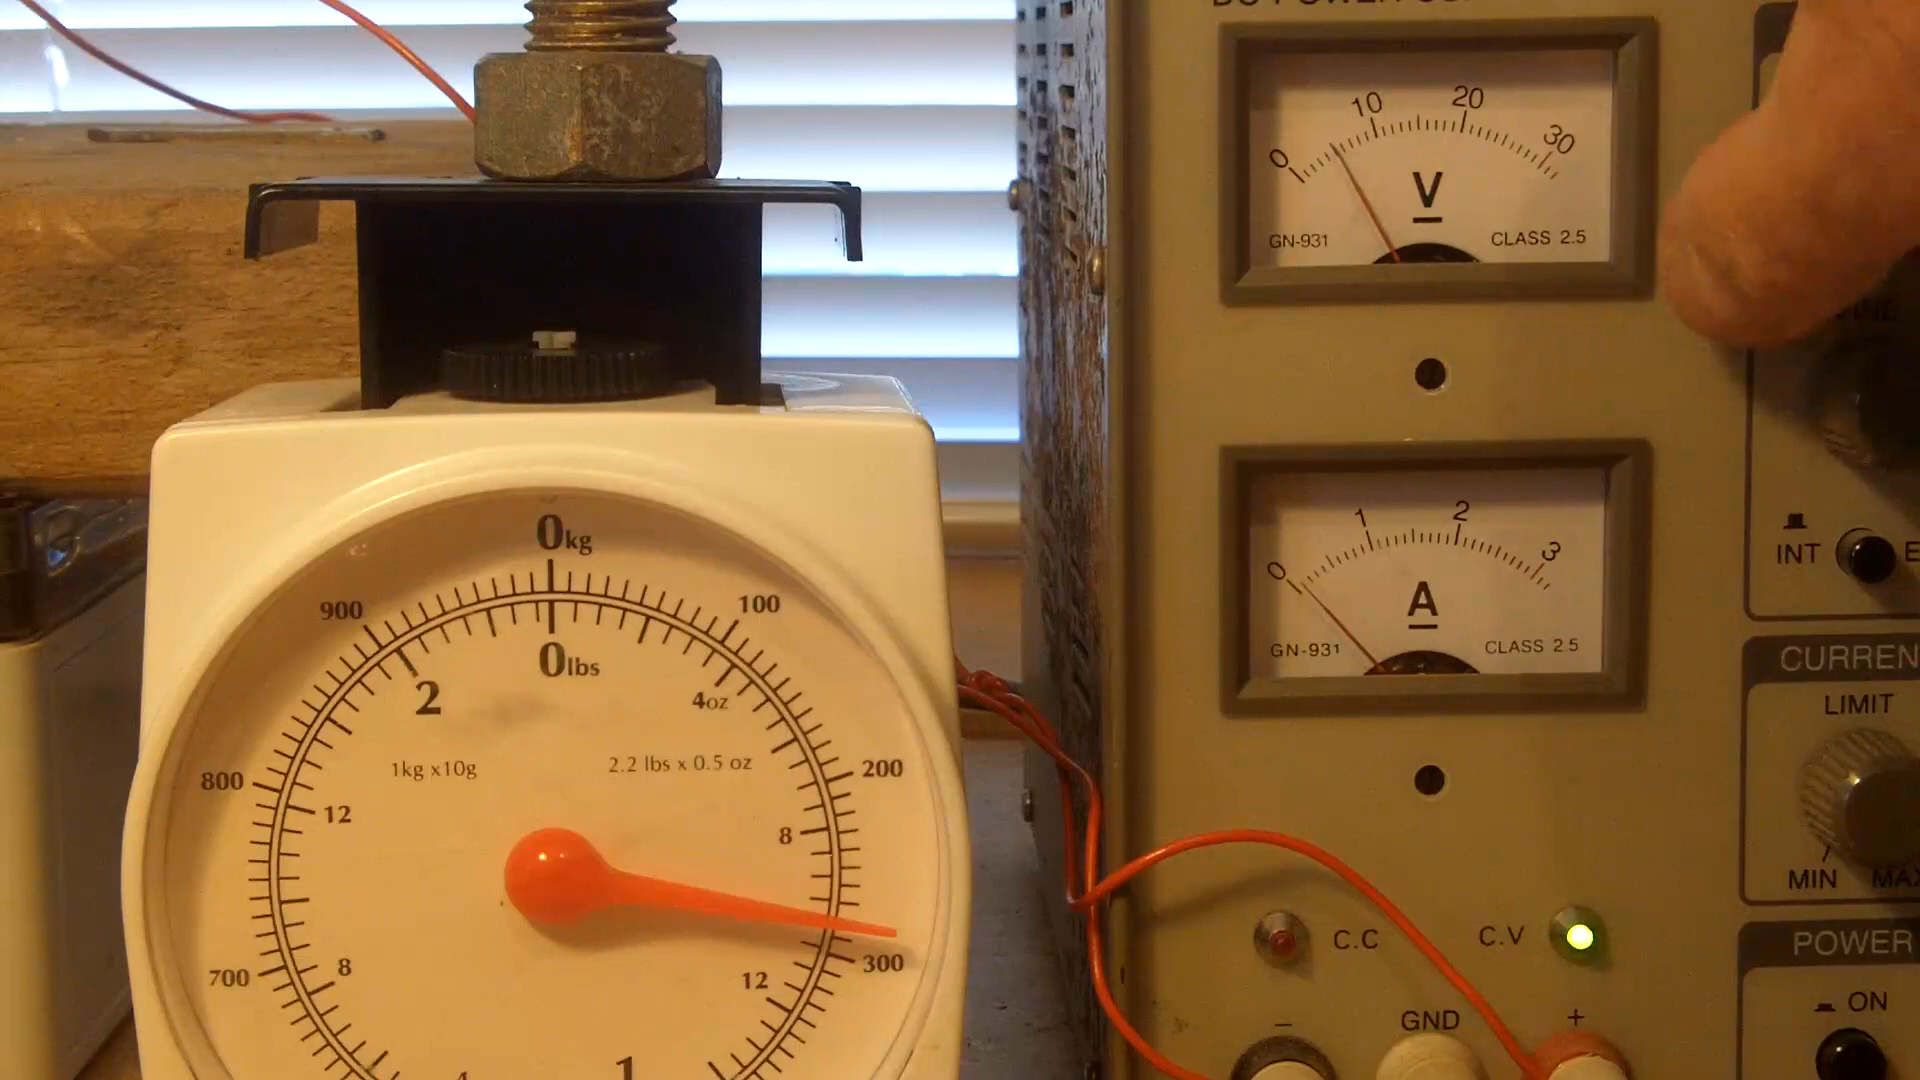 0kg
900
100
0lbs
2
4oz
1kg x10g
2.2 lbs x 0.5 oz
800
200
12
8
700
8
12
300
1
0
10
20
30
V
GN-931
CLASS 2.5
0
1
2
3
A
GN-931
CLASS 2.5
INT
LIMIT
MIN
C.C
C.V
POWER
ON
−
GND
+